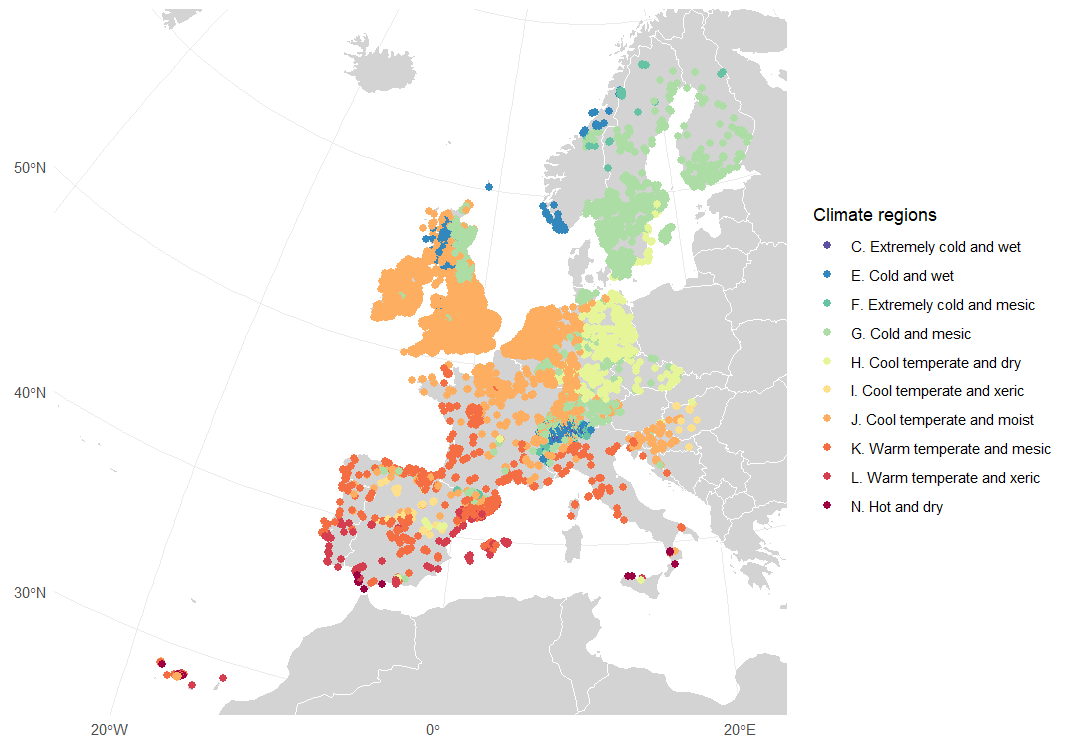 50°N
40°N
30°N
20°W
0°
20°E
Climate regions
C. Extremely cold and wet
E. Cold and wet
F. Extremely cold and mesic
G. Cold and mesic
H. Cool temperate and dry
I. Cool temperate and xeric
J. Cool temperate and moist
K. Warm temperate and mesic
L. Warm temperate and xeric
N. Hot and dry